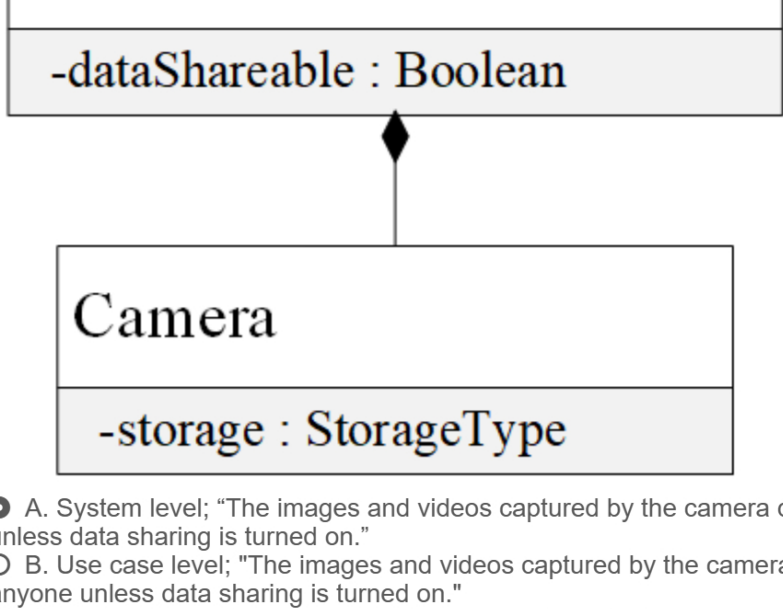 -dataShareable : Boolean
Camera
-storage : StorageType
A. System level; “The images and videos captured by the camera
unless data sharing is turned on.”
B. Use case level; "The images and videos captured by the camera
anyone unless data sharing is turned on."